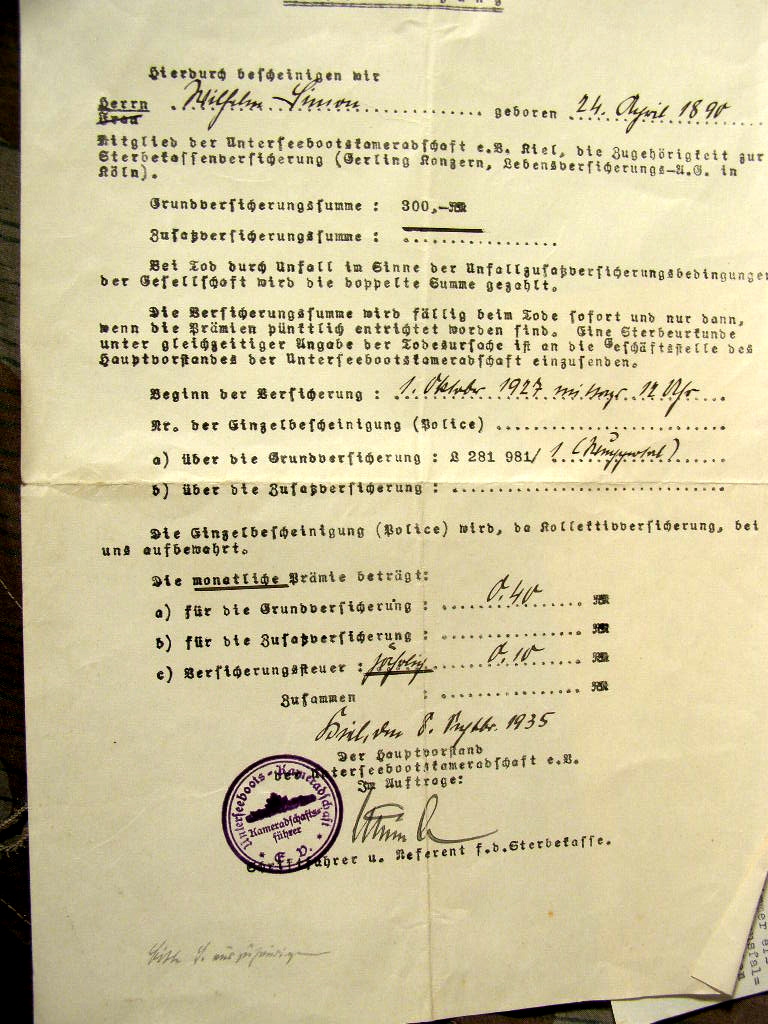 Hierdurch bescheinigen wir
Herrn Wilhelm Simon geboren 24. April 1890
Frau
Mitglied der Unterseebootskameradschaft e.V. Kiel, die Zugehörigkeit zur
Sterbekassenversicherung (Gerling Konzern, Lebensversicherungs-A.G. in
Köln).
Grundversicherungssumme : 300,-RM
Zusatzversicherungssumme :
Bei Tod durch Unfall im Sinne der Unfallzusatzversicherungsbedingungen
der Gesellschaft wird die doppelte Summe gezahlt.
Die Versicherungssumme wird fällig beim Tode sofort und nur dann,
wenn die Prämien pünktlich entrichtet worden sind. Eine Sterbeurkunde
unter gleichzeitiger Angabe der Todesursache ist an die Geschäftsstelle des
Hauptvorstandes der Unterseebootskameradschaft einzusenden.
Beginn der Versicherung : 1. Oktober 1927 mittags 12 Uhr
Nr. der Einzelbescheinigung (Police)
a) über die Grundversicherung : L 281 981/ 1
b) über die Zusatzversicherung :
Die Einzelbescheinigung (Police) wird, da Kollektivversicherung, bei
uns aufbewahrt.
Die monatliche Prämie beträgt:
a) für die Grundversicherung : 0.40 RM
b) für die Zusatzversicherung : RM
c) Versicherungssteuer : jährlich 0.10 RM
Zusammen : RM
Kiel, den 8. 1935
Der Hauptvorstand
der Unterseebootskameradschaft e.V.
Im Auftrage:
Unterseeboots-Kameradschaft
Kameradschafts-
führer
E.V.
Schriftführer u. Referent f.d.Sterbekasse.